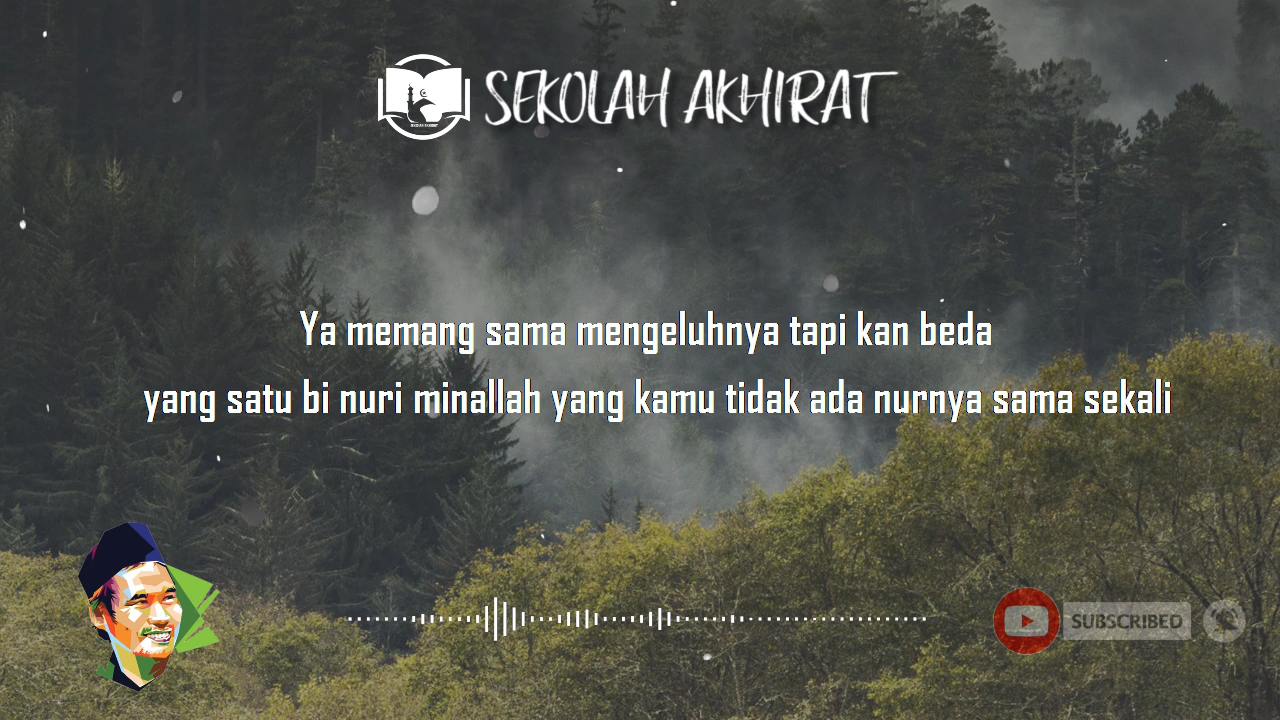 SEKOLAH AKHIRAT
Ya memang sama mengeluhnya tapi kan beda
yang satu bi nuri minallah yang kamu tidak ada nurnya sama sekali
SUBSCRIBED